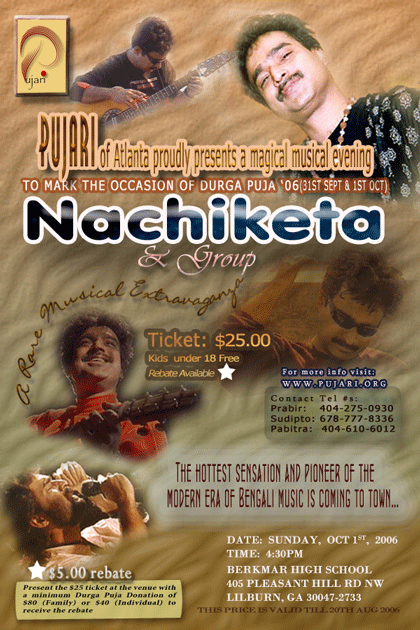 Pujari
PUJARI of Atlanta proudly presents a magical musical evening
TO MARK THE OCCASION OF DURGA PUJA '06(31ST SEPT & 1ST OCT)
Nachiketa
& Group
A Rare Musical Extravaganza
Ticket: $25.00
Kids under 18 Free
Rebate Available
For more info visit:
WWW.PUJARI.ORG
Contact Tel #s:
Prabir: 404-275-0930
Sudipto: 678-777-8336
Pabitra: 404-610-6012
THE HOTTEST SENSATION AND PIONEER OF THE
MODERN ERA OF BENGALI MUSIC IS COMING TO TOWN...
$5.00 rebate
Present the $25 ticket at the venue with
a minimum Durga Puja Donation of
$80 (Family) or $40 (Individual) to
receive the rebate
DATE: SUNDAY, OCT 1ST, 2006
TIME: 4:30PM
BERKMAR HIGH SCHOOL
405 PLEASANT HILL RD NW
LILBURN, GA 30047-2733
THIS PRICE IS VALID TILL 20TH AUG 2006